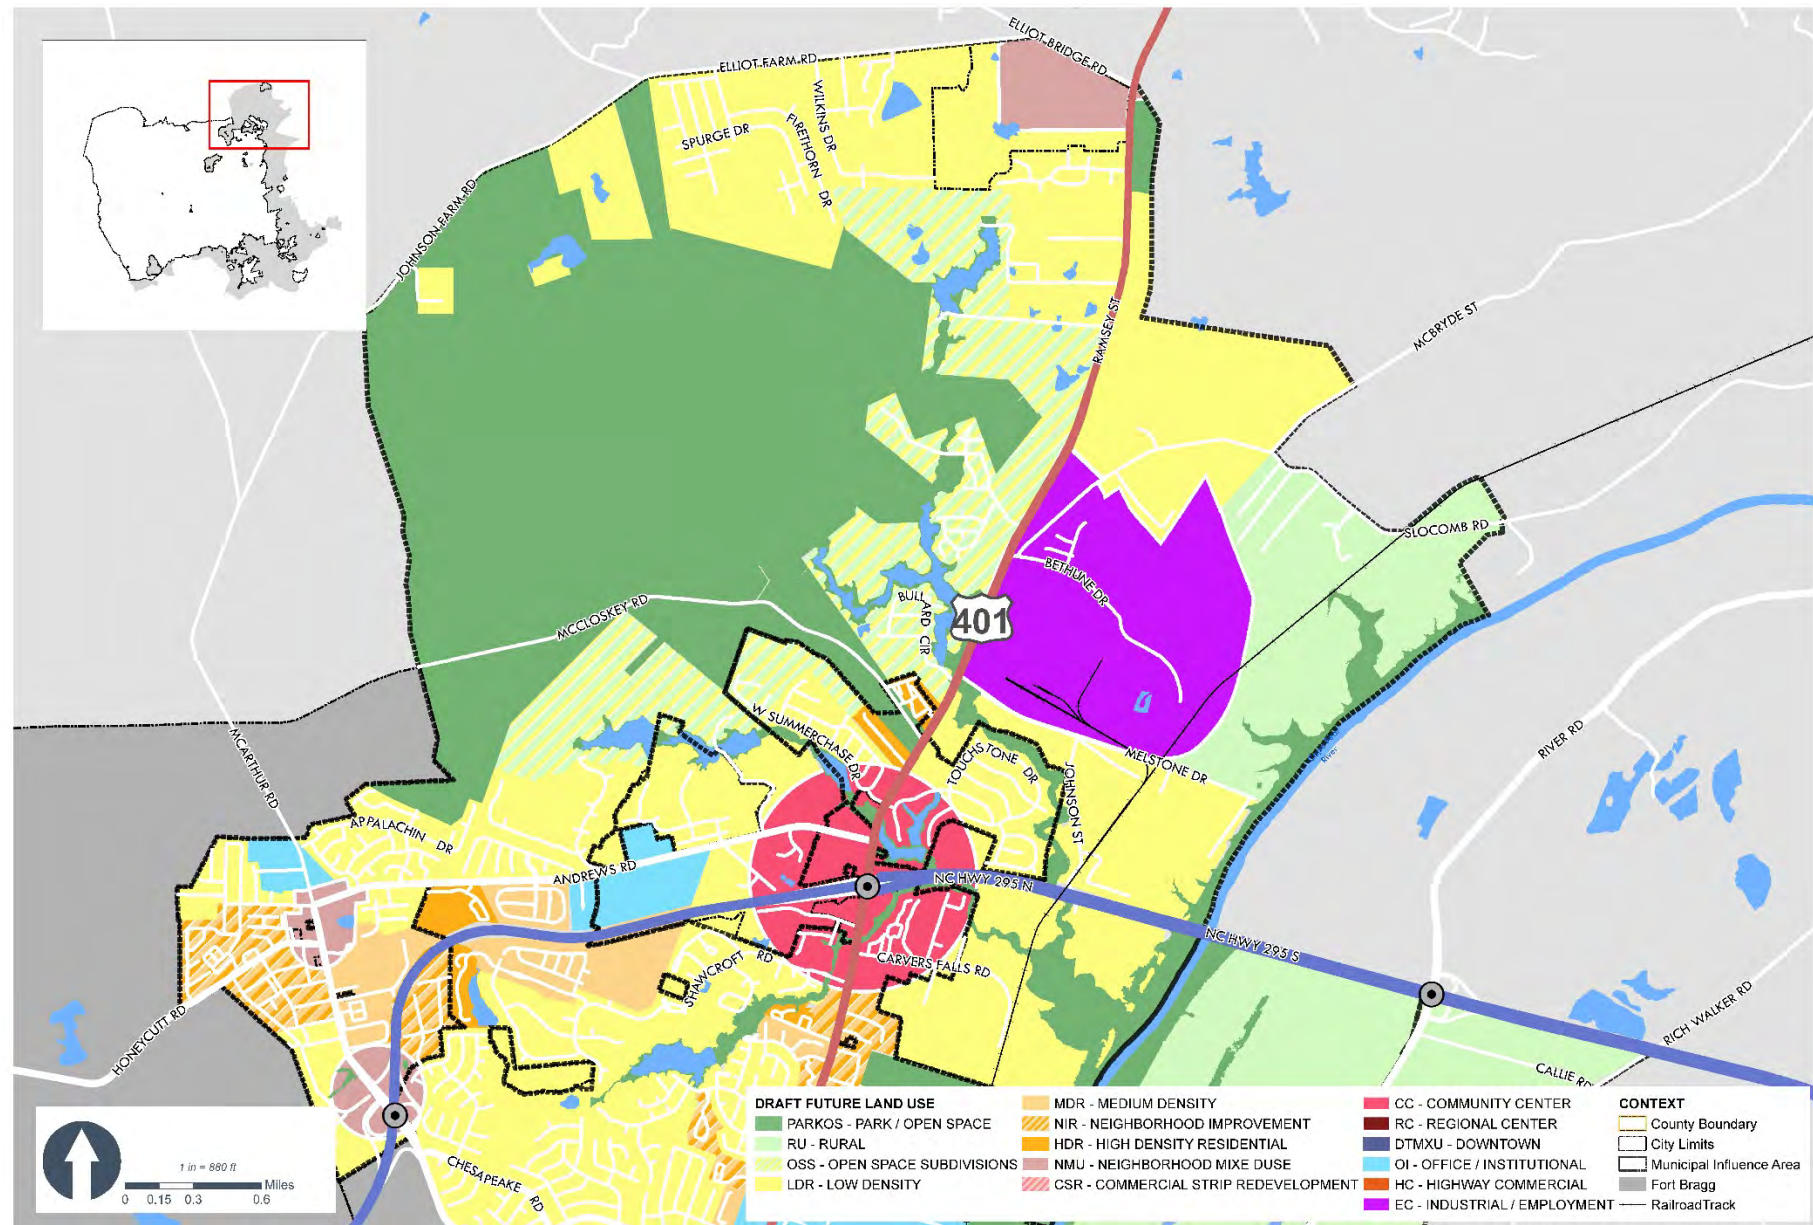 ELLIOT BRIDGE RD
ELLIOT FARM RD
WILKINS DR
SPURGE DR
FIRETHORN DR
JOHNSON FARM RD
RAMSEY ST
MCBRYDE ST
SLOCOMB RD
BETHUNE DR
401
BULLARD CIR
MCCLOSKEY RD
W SUMMERCHASE DR
TOUCHSTONE DR
JOHNSON ST
MELSTONE DR
River
RIVER RD
MCARTHUR RD
APPALACHIN DR
ANDREWS RD
NC HWY 295 N
NC HWY 295 S
CARVERS FALLS RD
SHAWCROFT RD
HONEYCUTT RD
RICH WALKER RD
CALLIE RD
CHESAPEAKE RD
1 in = 880 ft
Miles
0 0.15 0.3 0.6
DRAFT FUTURE LAND USE
PARKOS - PARK / OPEN SPACE
RU - RURAL
OSS - OPEN SPACE SUBDIVISIONS
LDR - LOW DENSITY
MDR - MEDIUM DENSITY
NIR - NEIGHBORHOOD IMPROVEMENT
HDR - HIGH DENSITY RESIDENTIAL
NMU - NEIGHBORHOOD MIXE DUSE
CSR - COMMERCIAL STRIP REDEVELOPMENT
CC - COMMUNITY CENTER
RC - REGIONAL CENTER
DTMXU - DOWNTOWN
OI - OFFICE / INSTITUTIONAL
HC - HIGHWAY COMMERCIAL
EC - INDUSTRIAL / EMPLOYMENT
CONTEXT
County Boundary
City Limits
Municipal Influence Area
Fort Bragg
RailroadTrack